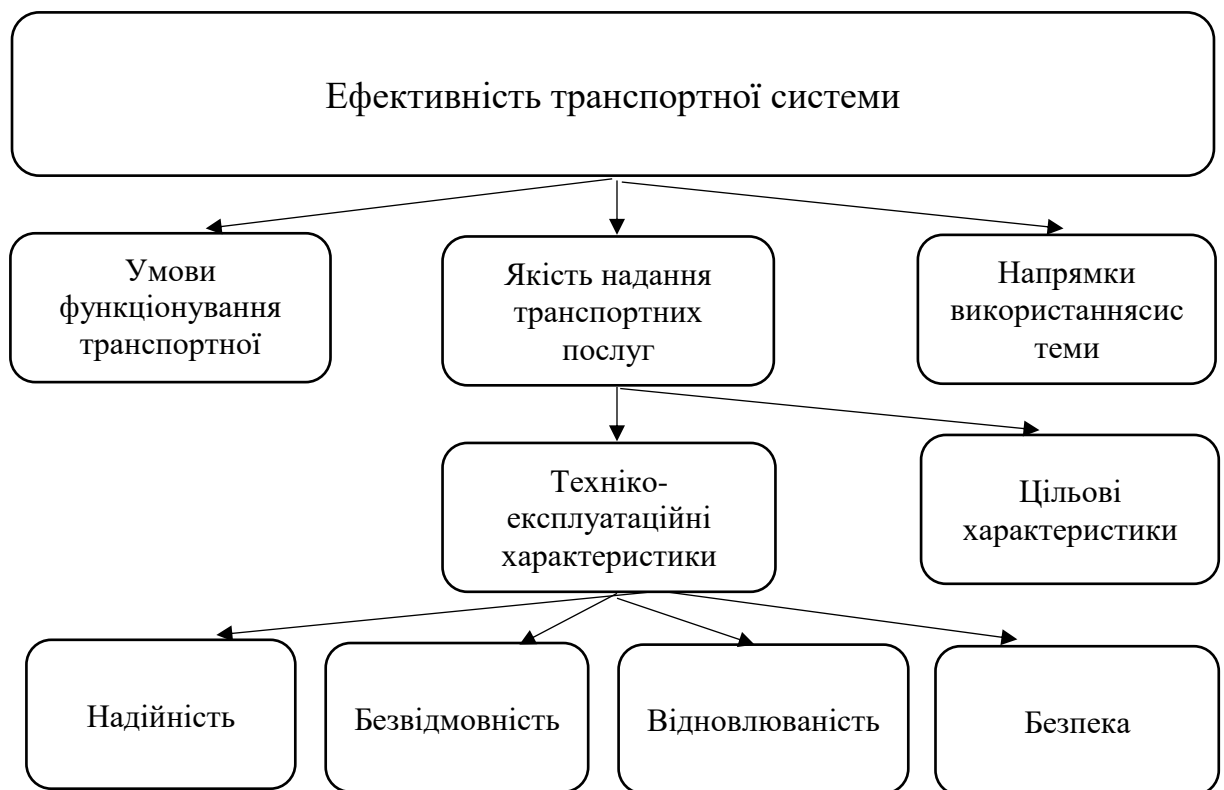 Ефективність транспортної системи
Умови
функціонування
транспортної
Якість надання
транспортних
послуг
Напрямки
використаннясис
теми
Техніко-
експлуатаційні
характеристики
Цільові
характеристики
Надійність
Безвідмовність
Відновлюваність
Безпека